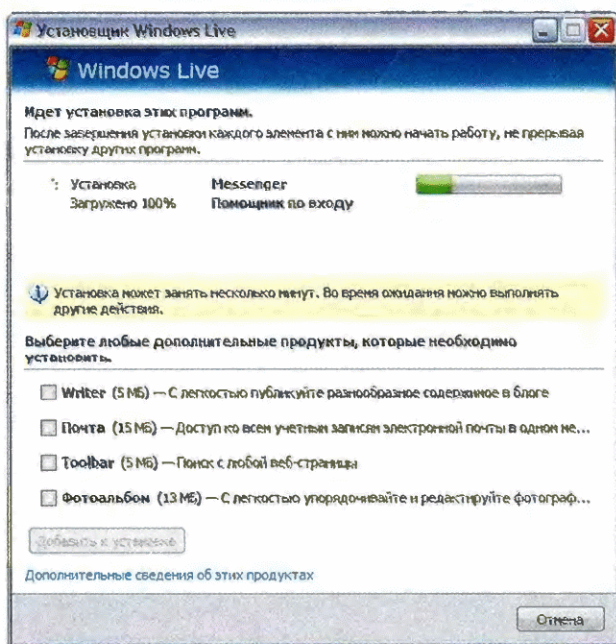 Установщик Windows Live
Windows Live
Идет установка этих программ.
После завершения установки каждого элемента с ним можно начать работу, не прерывая
установку других программ.
Установка Messenger
Загружено 100% Помощник по входу
Установка может занять несколько минут. Во время ожидания можно выполнять
другие действия.
Выберите любые дополнительные продукты, которые необходимо
установить.
Writer (5 МБ) — С легкостью публикуйте разнообразное содержимое в блоге
Почта (15 МБ) — Доступ ко всем учетным записям электронной почты в одном ме...
Toolbar (5 МБ) — Поиск с любой веб-страницы
Фотоальбом (13 МБ) — С легкостью упорядочивайте и редактируйте фотограф...
Добавить к установке
Дополнительные сведения об этих продуктах
Отмена